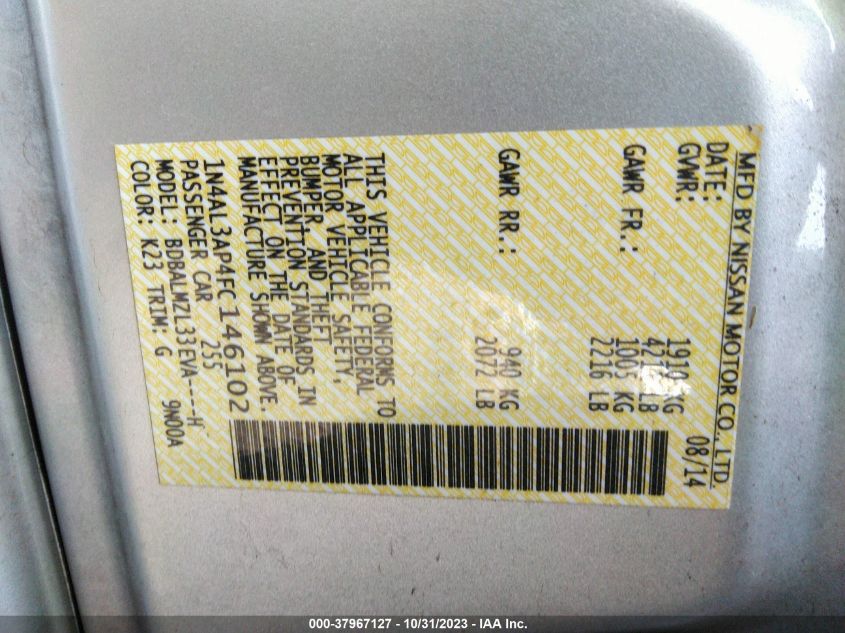 MFD BY NISSAN MOTOR CO., LTD.
DATE: 08/14
GVWR: 1910 KG
LB
GAWR FR.: 1005 KG
2216 LB
GAWR RR.: 940 KG
2072 LB
THIS VEHICLE CONFORMS TO
ALL APPLICABLE FEDERAL
MOTOR VEHICLE SAFETY,
BUMPER, AND THEFT
PREVENTION STANDARDS IN
EFFECT ON THE DATE OF
MANUFACTURE SHOWN ABOVE.
1N4AL3AP4FC146102
PASSENGER CAR 255
MODEL: BDBALMZL33EVA----H
COLOR: K23 TRIM: G 9N00A
000-37967127 - 10/31/2023 - IAA Inc.